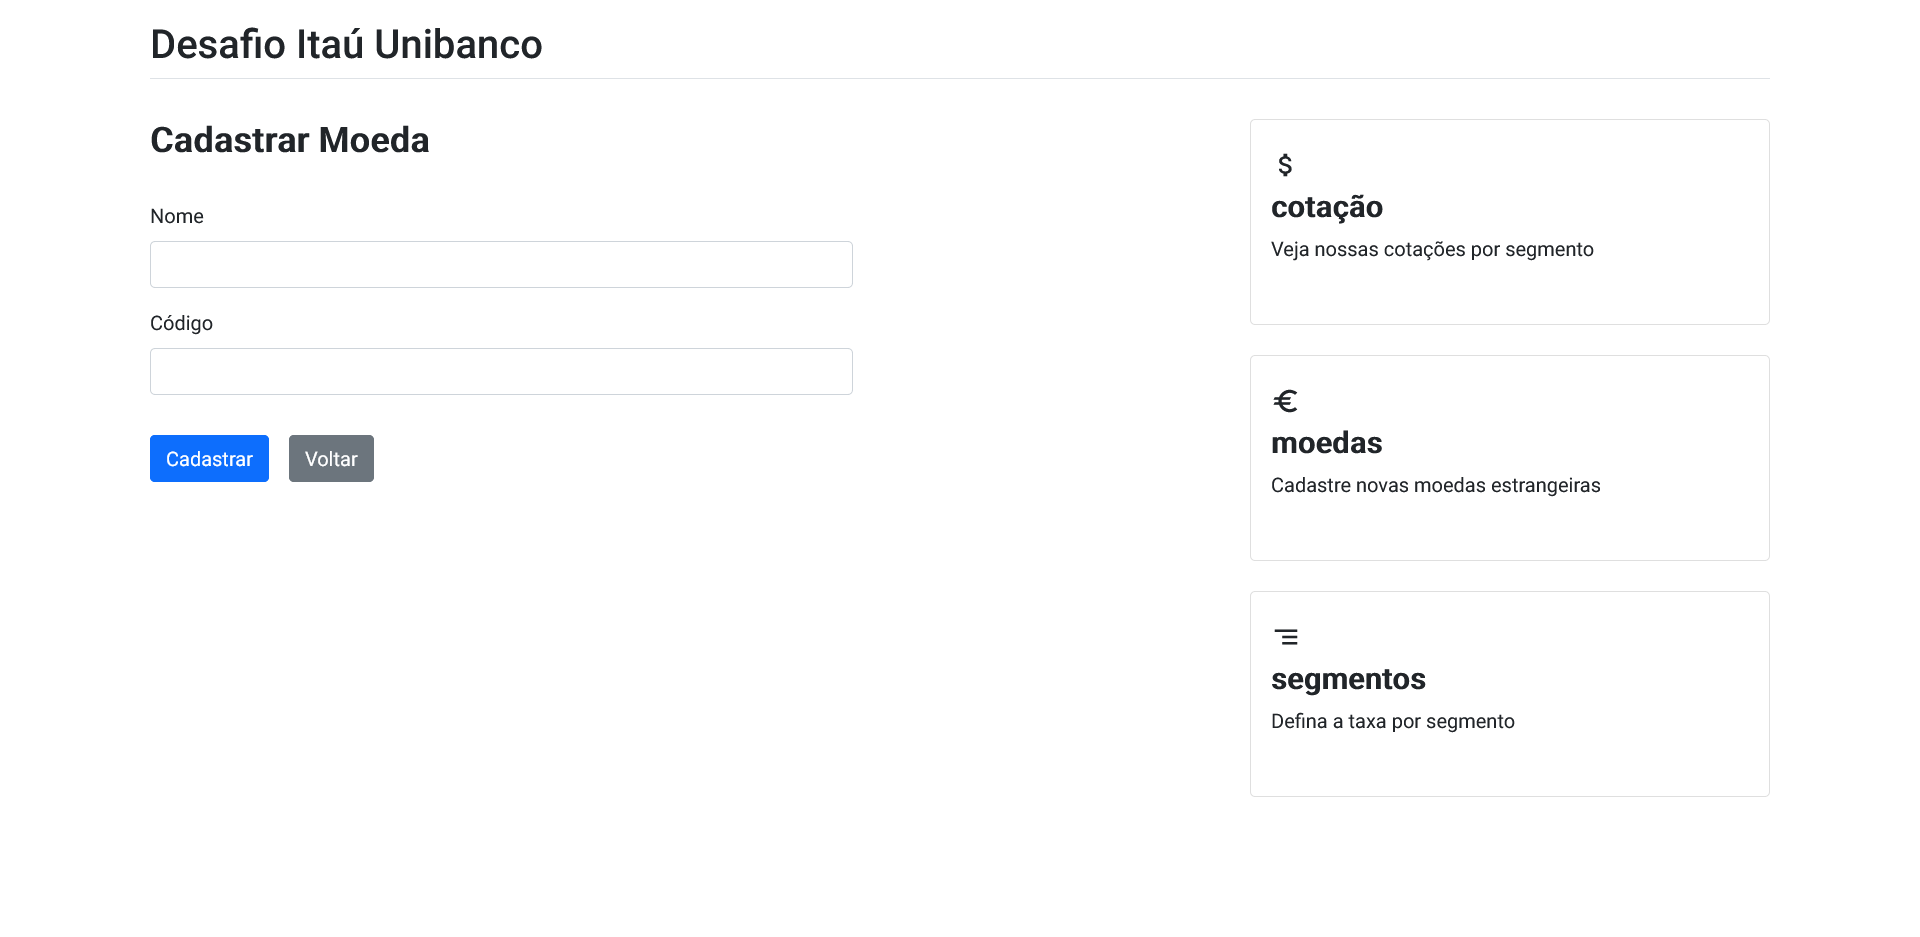 Desafio Itaú Unibanco
Cadastrar Moeda
Nome
Código
Cadastrar
Voltar
$
cotação
Veja nossas cotações por segmento
€
moedas
Cadastre novas moedas estrangeiras
segmentos
Defina a taxa por segmento